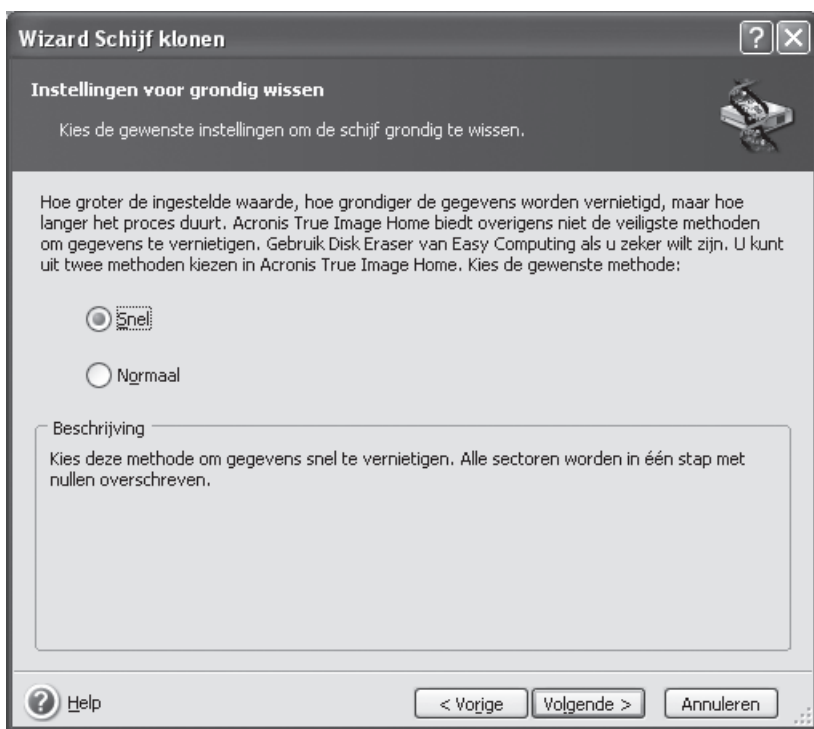 Wizard Schijf klonen
Instellingen voor grondig wissen
Kies de gewenste instellingen om de schijf grondig te wissen.
Hoe groter de ingestelde waarde, hoe grondiger de gegevens worden vernietigd, maar hoe
langer het proces duurt. Acronis True Image Home biedt overigens niet de veiligste methoden
om gegevens te vernietigen. Gebruik Disk Eraser van Easy Computing als u zeker wilt zijn. U kunt
uit twee methoden kiezen in Acronis True Image Home. Kies de gewenste methode:
Snel
Normaal
Beschrijving
Kies deze methode om gegevens snel te vernietigen. Alle sectoren worden in één stap met
nullen overschreven.
Help
< Vorige
Volgende >
Annuleren